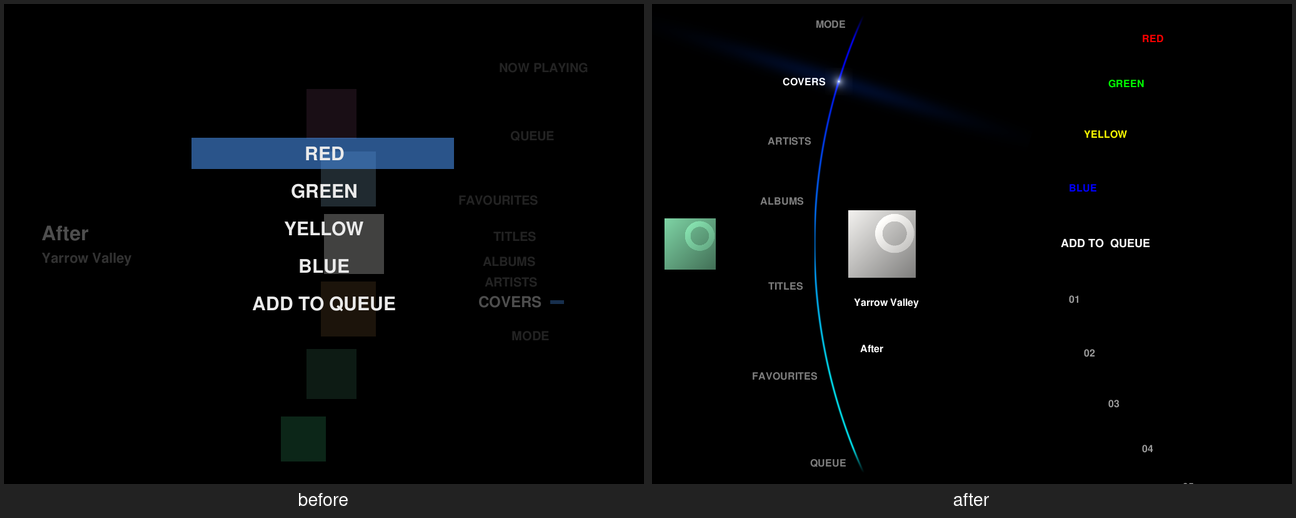 NOW PLAYING
QUEUE
FAVOURITES
TITLES
ALBUMS
ARTISTS
COVERS
MODE
RED
GREEN
YELLOW
BLUE
ADD TO QUEUE
After
Yarrow Valley
before
MODE
COVERS
ARTISTS
ALBUMS
TITLES
FAVOURITES
QUEUE
Yarrow Valley
After
RED
GREEN
YELLOW
BLUE
ADD TO  QUEUE
01
02
03
04
after